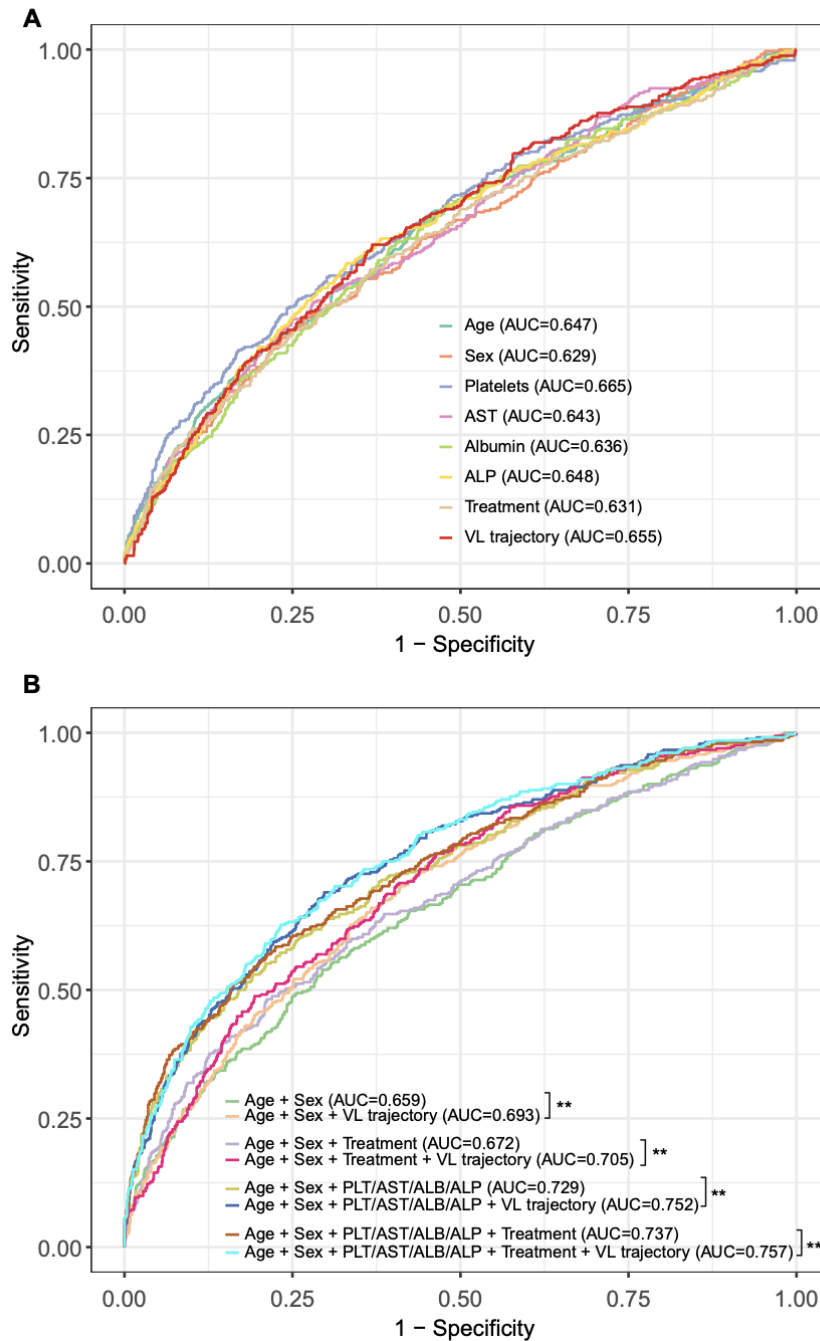 A
1.00
0.75
0.50
0.25
0.00
Sensitivity
Age (AUC=0.647)
Sex (AUC=0.629)
Platelets (AUC=0.665)
AST (AUC=0.643)
Albumin (AUC=0.636)
ALP (AUC=0.648)
Treatment (AUC=0.631)
VL trajectory (AUC=0.655)
0.00 0.25 0.50 0.75 1.00
1 − Specificity
B
1.00
0.75
0.50
0.25
0.00
Sensitivity
Age + Sex (AUC=0.659)
Age + Sex + VL trajectory (AUC=0.693)
**
Age + Sex + Treatment (AUC=0.672)
Age + Sex + Treatment + VL trajectory (AUC=0.705)
**
Age + Sex + PLT/AST/ALB/ALP (AUC=0.729)
Age + Sex + PLT/AST/ALB/ALP + VL trajectory (AUC=0.752)
**
Age + Sex + PLT/AST/ALB/ALP + Treatment (AUC=0.737)
Age + Sex + PLT/AST/ALB/ALP + Treatment + VL trajectory (AUC=0.757)
**
0.00 0.25 0.50 0.75 1.00
1 − Specificity